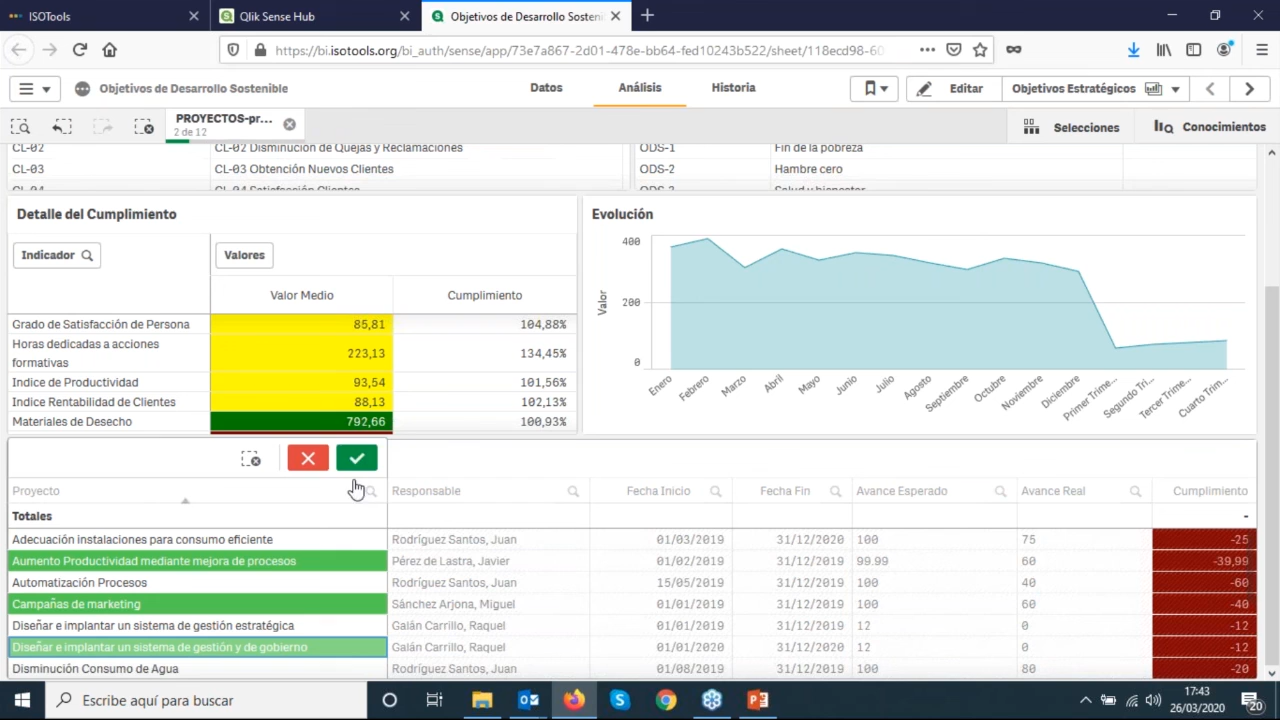 ISOTools
Qlik Sense Hub
Objetivos de Desarrollo Sosteni
https://bi.isotools.org/bi_auth/sense/app/73e7a867-2d01-478e-bb64-fed10243b522/sheet/118ecd98-60
Objetivos de Desarrollo Sostenible
Datos
Análisis
Historia
Editar
Objetivos Estratégicos
PROYECTOS-pr...
2 de 12
Selecciones
Conocimientos
CL-02 CL-02 Disminución de Quejas y Reclamaciones
ODS-1 Fin de la pobreza
CL-03 CL-03 Obtención Nuevos Clientes
ODS-2 Hambre cero
CL-04 CL-04 Satisfacción Clientes
ODS-3 Salud y bienestar
Detalle del Cumplimiento
Indicador
Valores
Valor Medio Cumplimiento
Grado de Satisfacción de Persona 85,81 104,88%
Horas dedicadas a acciones
formativas 223,13 134,45%
Indice de Productividad 93,54 101,56%
Indice Rentabilidad de Clientes 88,13 102,13%
Materiales de Desecho 792,66 100,93%
Evolución
Valor
400
200
0
Enero Febrero Marzo Abril Mayo Junio Julio Agosto Septiembre Octubre Noviembre Diciembre Primer Trime... Segundo Tri... Tercer Trime... Cuarto Trim...
Proyecto Responsable Fecha Inicio Fecha Fin Avance Esperado Avance Real Cumplimiento
Totales -
Adecuación instalaciones para consumo eficiente Rodríguez Santos, Juan 01/03/2019 31/12/2020 100 75 -25
Aumento Productividad mediante mejora de procesos Pérez de Lastra, Javier 01/02/2019 31/12/2019 99.99 60 -39,99
Automatización Procesos Rodríguez Santos, Juan 15/05/2019 31/12/2019 100 40 -60
Campañas de marketing Sánchez Arjona, Miguel 01/01/2019 31/12/2019 100 60 -40
Diseñar e implantar un sistema de gestión estratégica Galán Carrillo, Raquel 01/01/2019 31/12/2019 12 0 -12
Diseñar e implantar un sistema de gestión y de gobierno Galán Carrillo, Raquel 01/01/2020 31/12/2020 12 0 -12
Disminución Consumo de Agua Rodríguez Santos, Juan 01/08/2019 31/12/2019 100 80 -20
Escribe aquí para buscar
17:43
26/03/2020
20